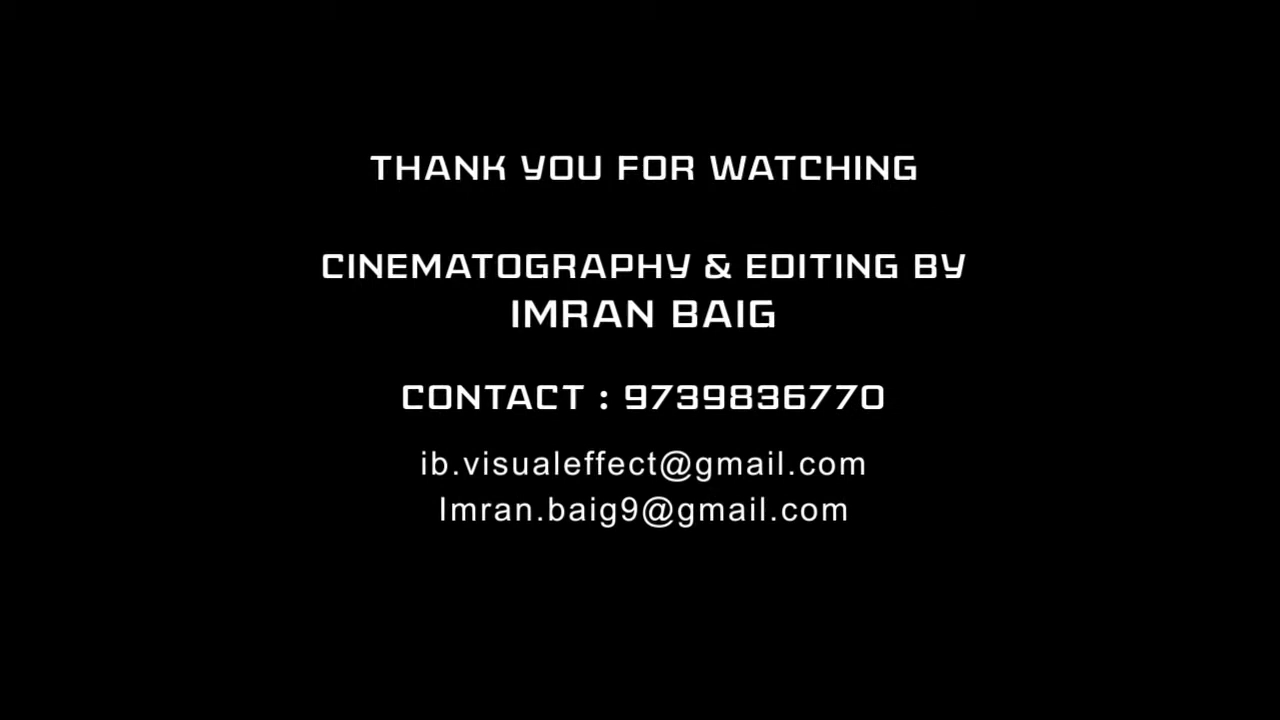 THANK YOU FOR WATCHING
CINEMATOGRAPHY & EDITING BY
IMRAN BAIG
CONTACT : 9739836770
ib.visualeffect@gmail.com
Imran.baig9@gmail.com